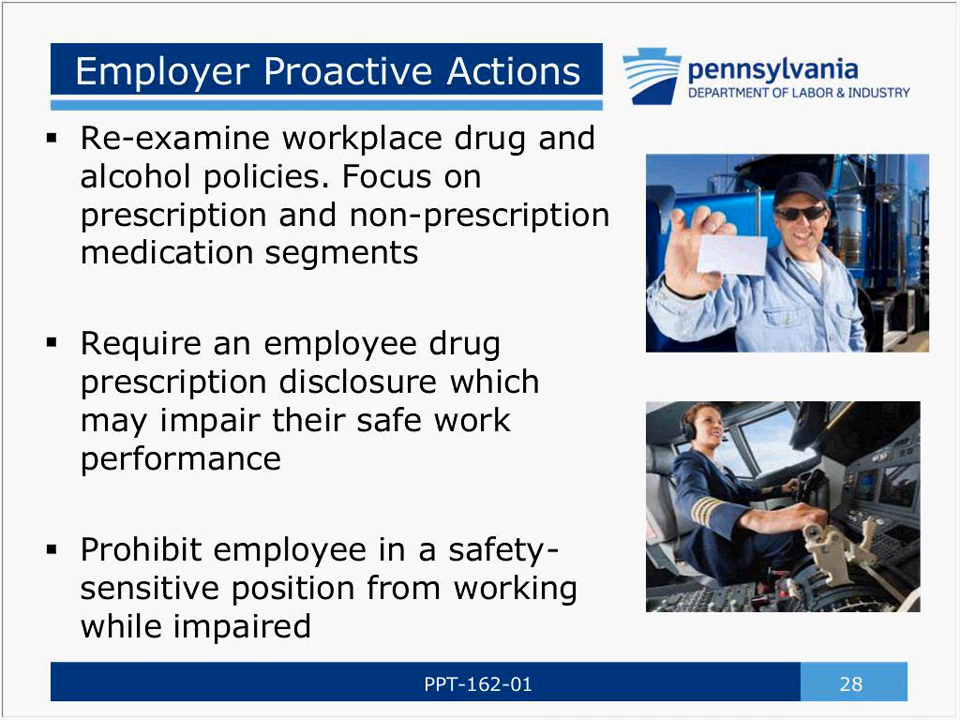 Employer Proactive Actions
pennsylvania
DEPARTMENT OF LABOR & INDUSTRY
▪ Re-examine workplace drug and
alcohol policies. Focus on
prescription and non-prescription
medication segments
▪ Require an employee drug
prescription disclosure which
may impair their safe work
performance
▪ Prohibit employee in a safety-
sensitive position from working
while impaired
PPT-162-01
28